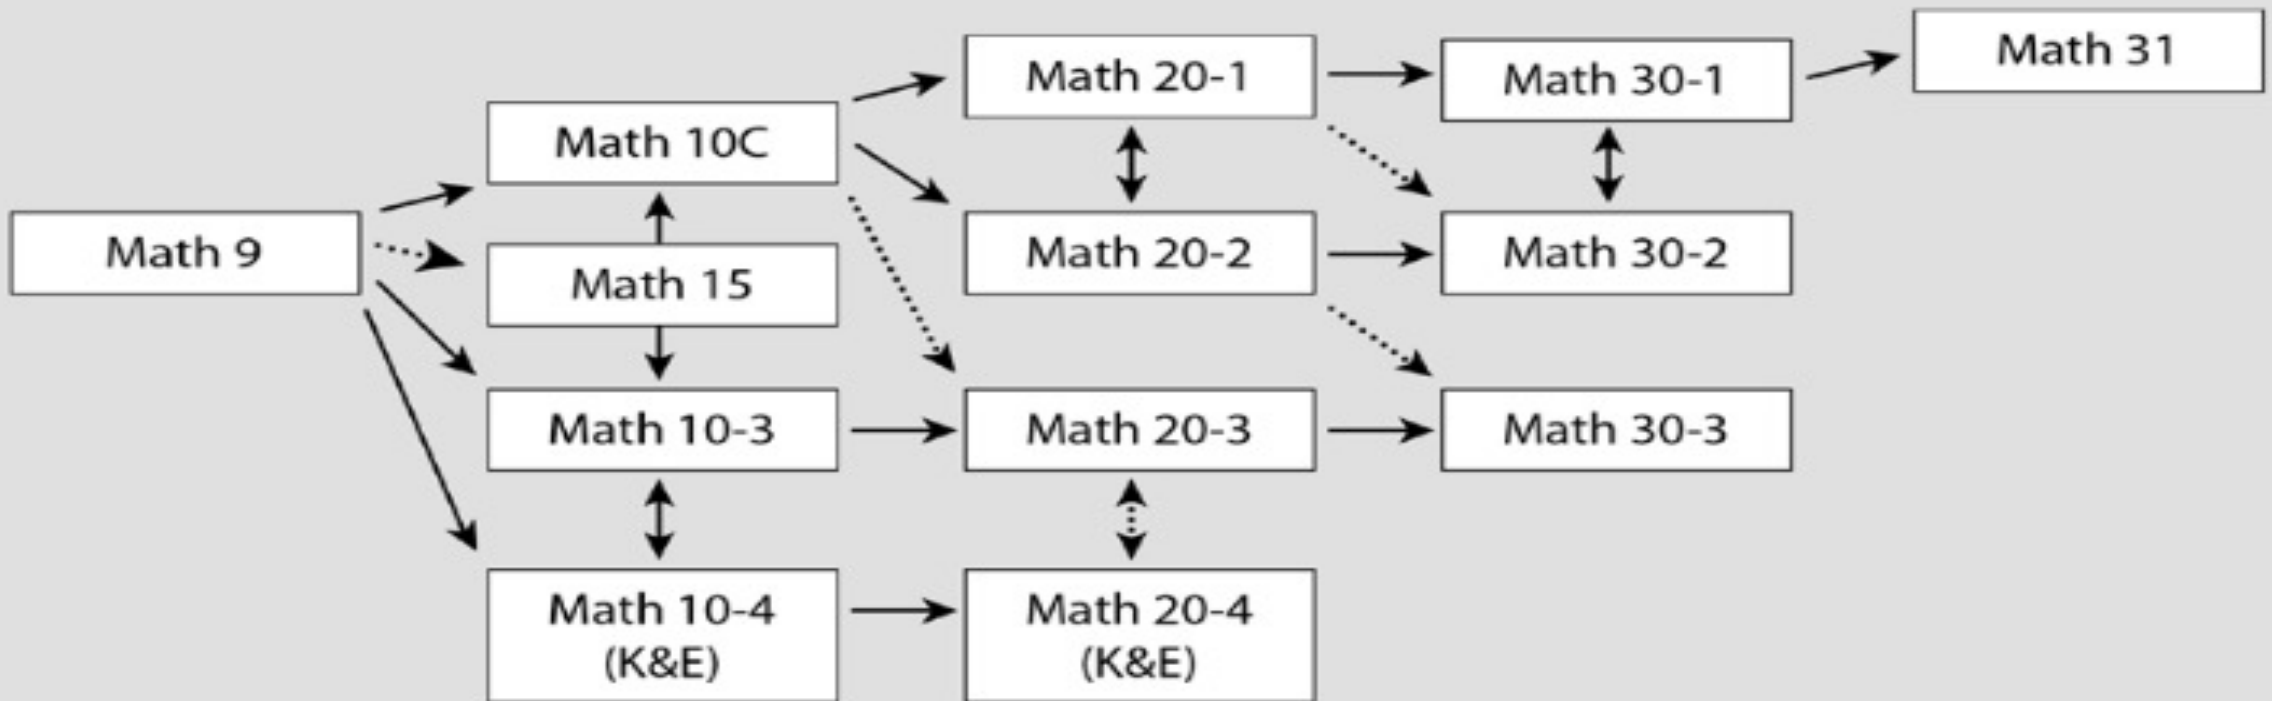 Math 9
Math 10C
Math 15
Math 10-3
Math 10-4
(K&E)
Math 20-1
Math 20-2
Math 20-3
Math 20-4
(K&E)
Math 30-1
Math 30-2
Math 30-3
Math 31